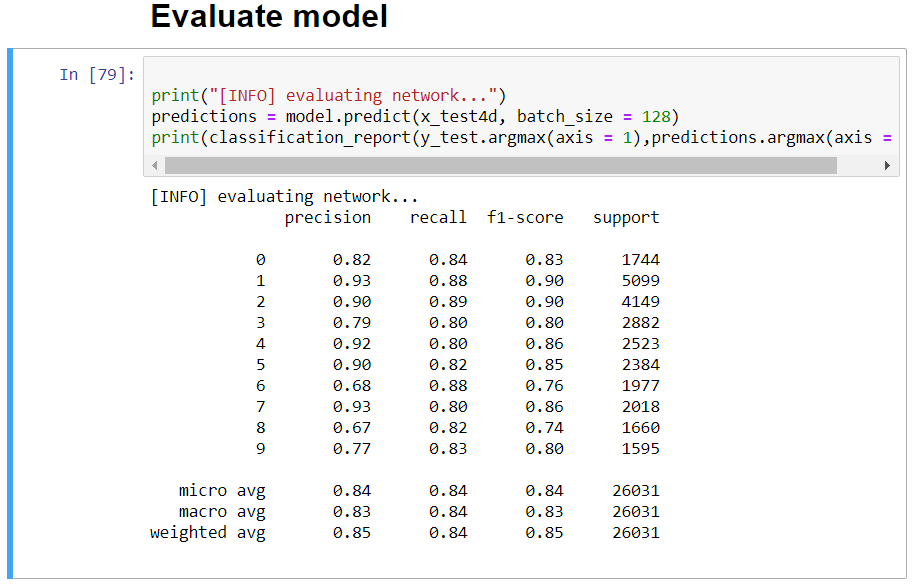 Evaluate model
In [79]:
print("[INFO] evaluating network...")
predictions = model.predict(x_test4d, batch_size = 128)
print(classification_report(y_test.argmax(axis = 1),predictions.argmax(axis =
[INFO] evaluating network...
precision recall f1-score support
0 0.82 0.84 0.83 1744
1 0.93 0.88 0.90 5099
2 0.90 0.89 0.90 4149
3 0.79 0.80 0.80 2882
4 0.92 0.80 0.86 2523
5 0.90 0.82 0.85 2384
6 0.68 0.88 0.76 1977
7 0.93 0.80 0.86 2018
8 0.67 0.82 0.74 1660
9 0.77 0.83 0.80 1595
micro avg 0.84 0.84 0.84 26031
macro avg 0.83 0.84 0.83 26031
weighted avg 0.85 0.84 0.85 26031